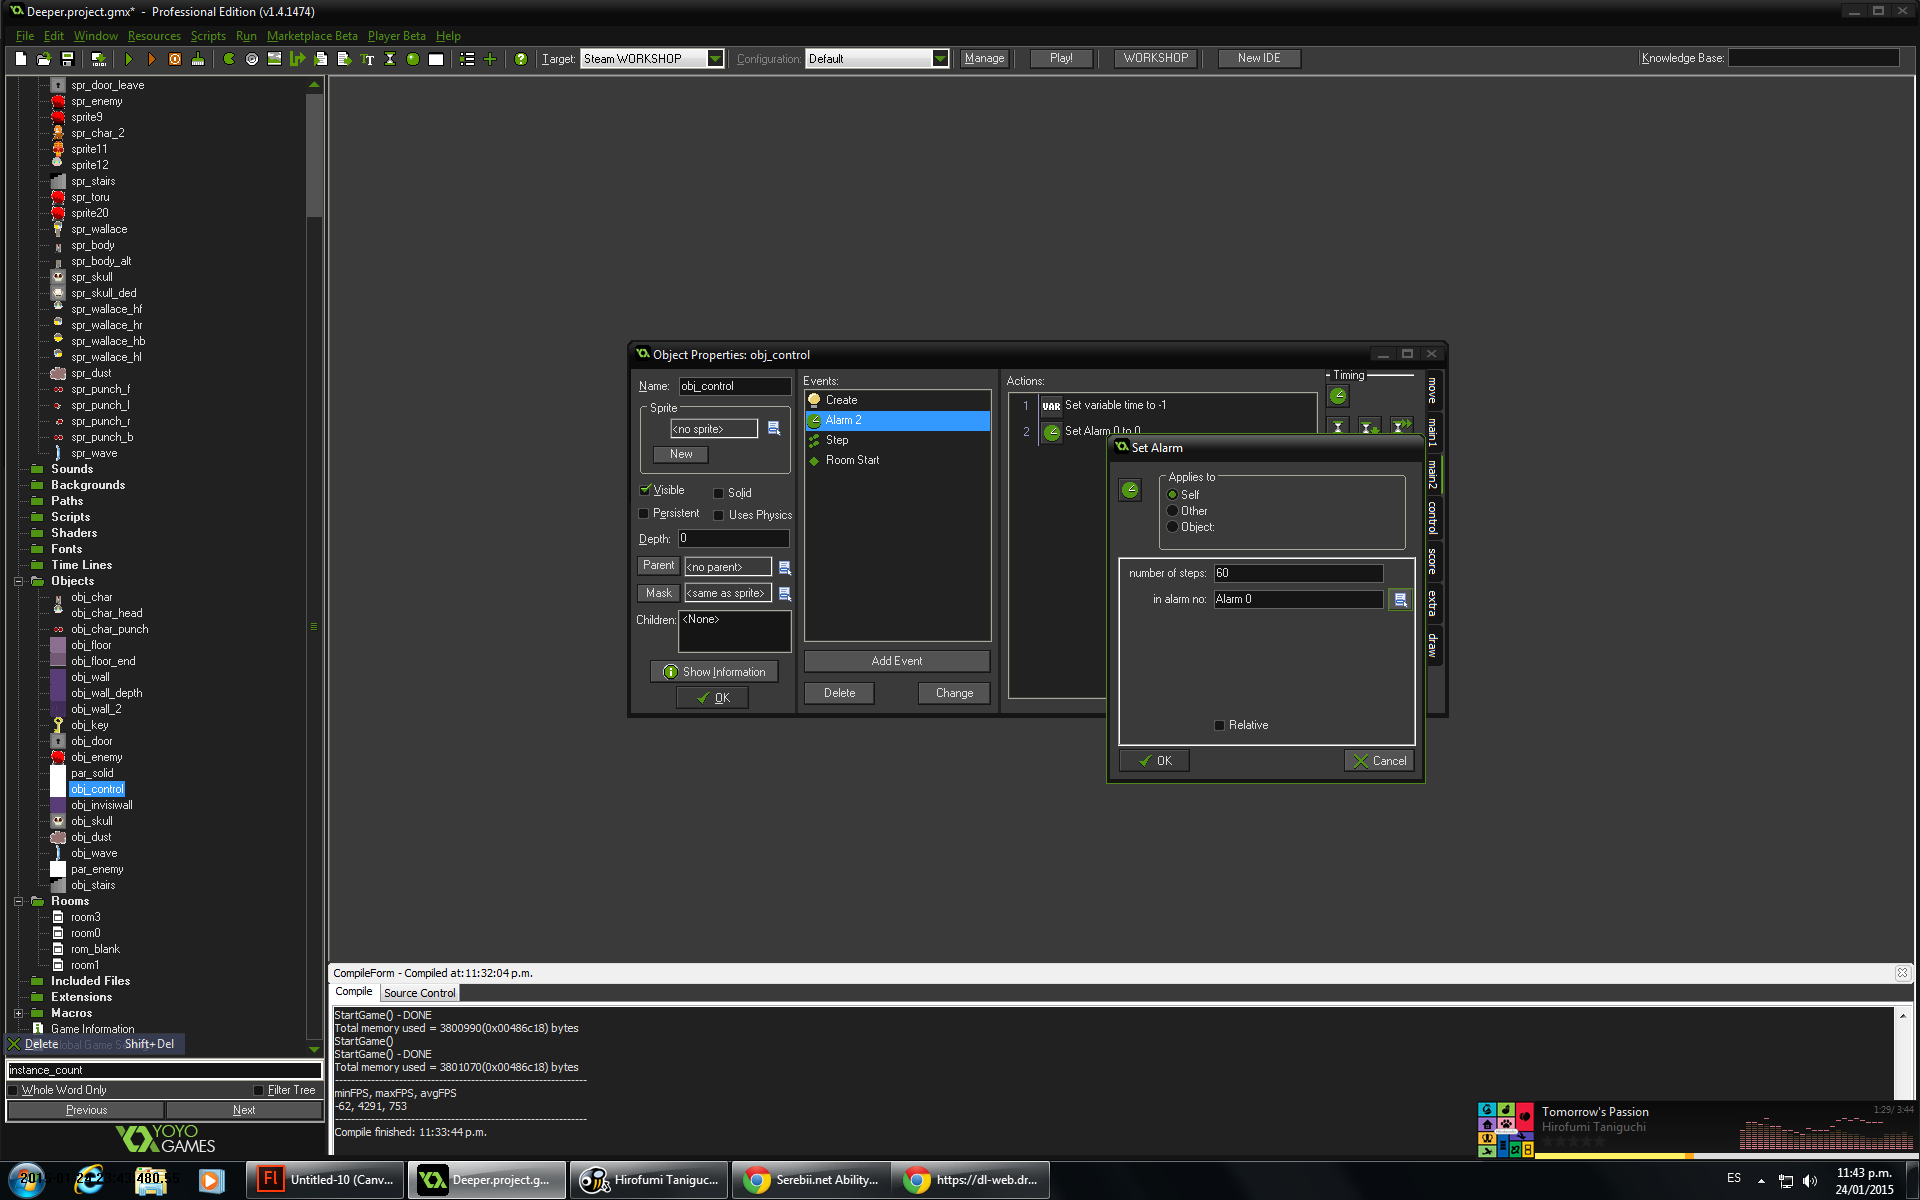 Deeper.project.gmx* - Professional Edition (v1.4.1474)
File Edit Window Resources Scripts Run Marketplace Beta Player Beta Help
Target: Steam WORKSHOP Configuration: Default Manage Play! WORKSHOP New IDE Knowledge Base:
spr_door_leave
spr_enemy
sprite9
spr_char_2
sprite11
sprite12
spr_stairs
spr_toru
sprite20
spr_wallace
spr_body
spr_body_alt
spr_skull
spr_skull_ded
spr_wallace_hf
spr_wallace_hr
spr_wallace_hb
spr_wallace_hl
spr_dust
spr_punch_f
spr_punch_l
spr_punch_r
spr_punch_b
spr_wave
Sounds
Backgrounds
Paths
Scripts
Shaders
Fonts
Time Lines
Objects
obj_char
obj_char_head
obj_char_punch
obj_floor
obj_floor_end
obj_wall
obj_wall_depth
obj_wall_2
obj_key
obj_door
obj_enemy
par_solid
obj_control
obj_invisiwall
obj_skull
obj_dust
obj_wave
par_enemy
obj_stairs
Rooms
room3
room0
rom_blank
room1
Included Files
Extensions
Macros
Game Information
Delete Shift+Del
instance_count
Whole Word Only Filter Tree
Previous Next
YOYO
GAMES
Object Properties: obj_control
Name: obj_control
Sprite
<no sprite>
New
Visible Solid
Persistent Uses Physics
Depth: 0
Parent <no parent>
Mask <same as sprite>
Children: <None>
Show Information
OK
Events:
Create
Alarm 2
Step
Room Start
Add Event
Delete Change
Actions:
1 VAR Set variable time to -1
2 Set Alarm 0 to 0
Timing
move
main1
main2
control
score
extra
draw
Set Alarm
Applies to
Self
Other
Object:
number of steps: 60
in alarm no: Alarm 0
Relative
OK Cancel
CompileForm - Compiled at: 11:32:04 p.m.
Compile Source Control
StartGame() - DONE
Total memory used = 3800990(0x00486c18) bytes
StartGame()
StartGame() - DONE
Total memory used = 3801070(0x00486c18) bytes
minFPS, maxFPS, avgFPS
-62, 4291, 753
Compile finished: 11:33:44 p.m.
Tomorrow's Passion 1:29/ 3:44
Hirofumi Taniguchi
Fl Untitled-10 (Canv...
Deeper.project.g...
Hirofumi Taniguc...
Serebii.net Ability...
https://dl-web.dr...
ES
11:43 p.m.
24/01/2015